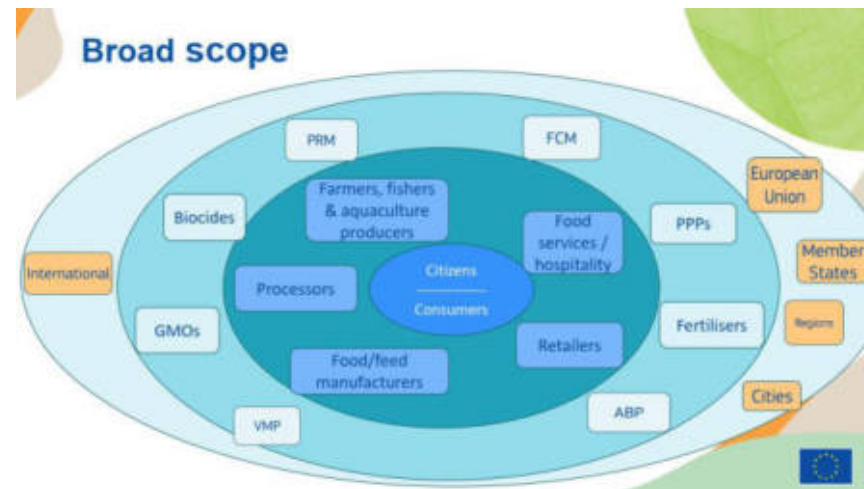 Broad scope
PRM
FCM
European
Union
Farmers, fishers
& aquaculture
producers
Biocides
Food
services /
hospitality
PPPs
Member
States
International
Citizens
Processors
Consumers
GMOs
Fertilisers
Regions
Retailers
Food/feed
manufacturers
Cities
ABP
VMP